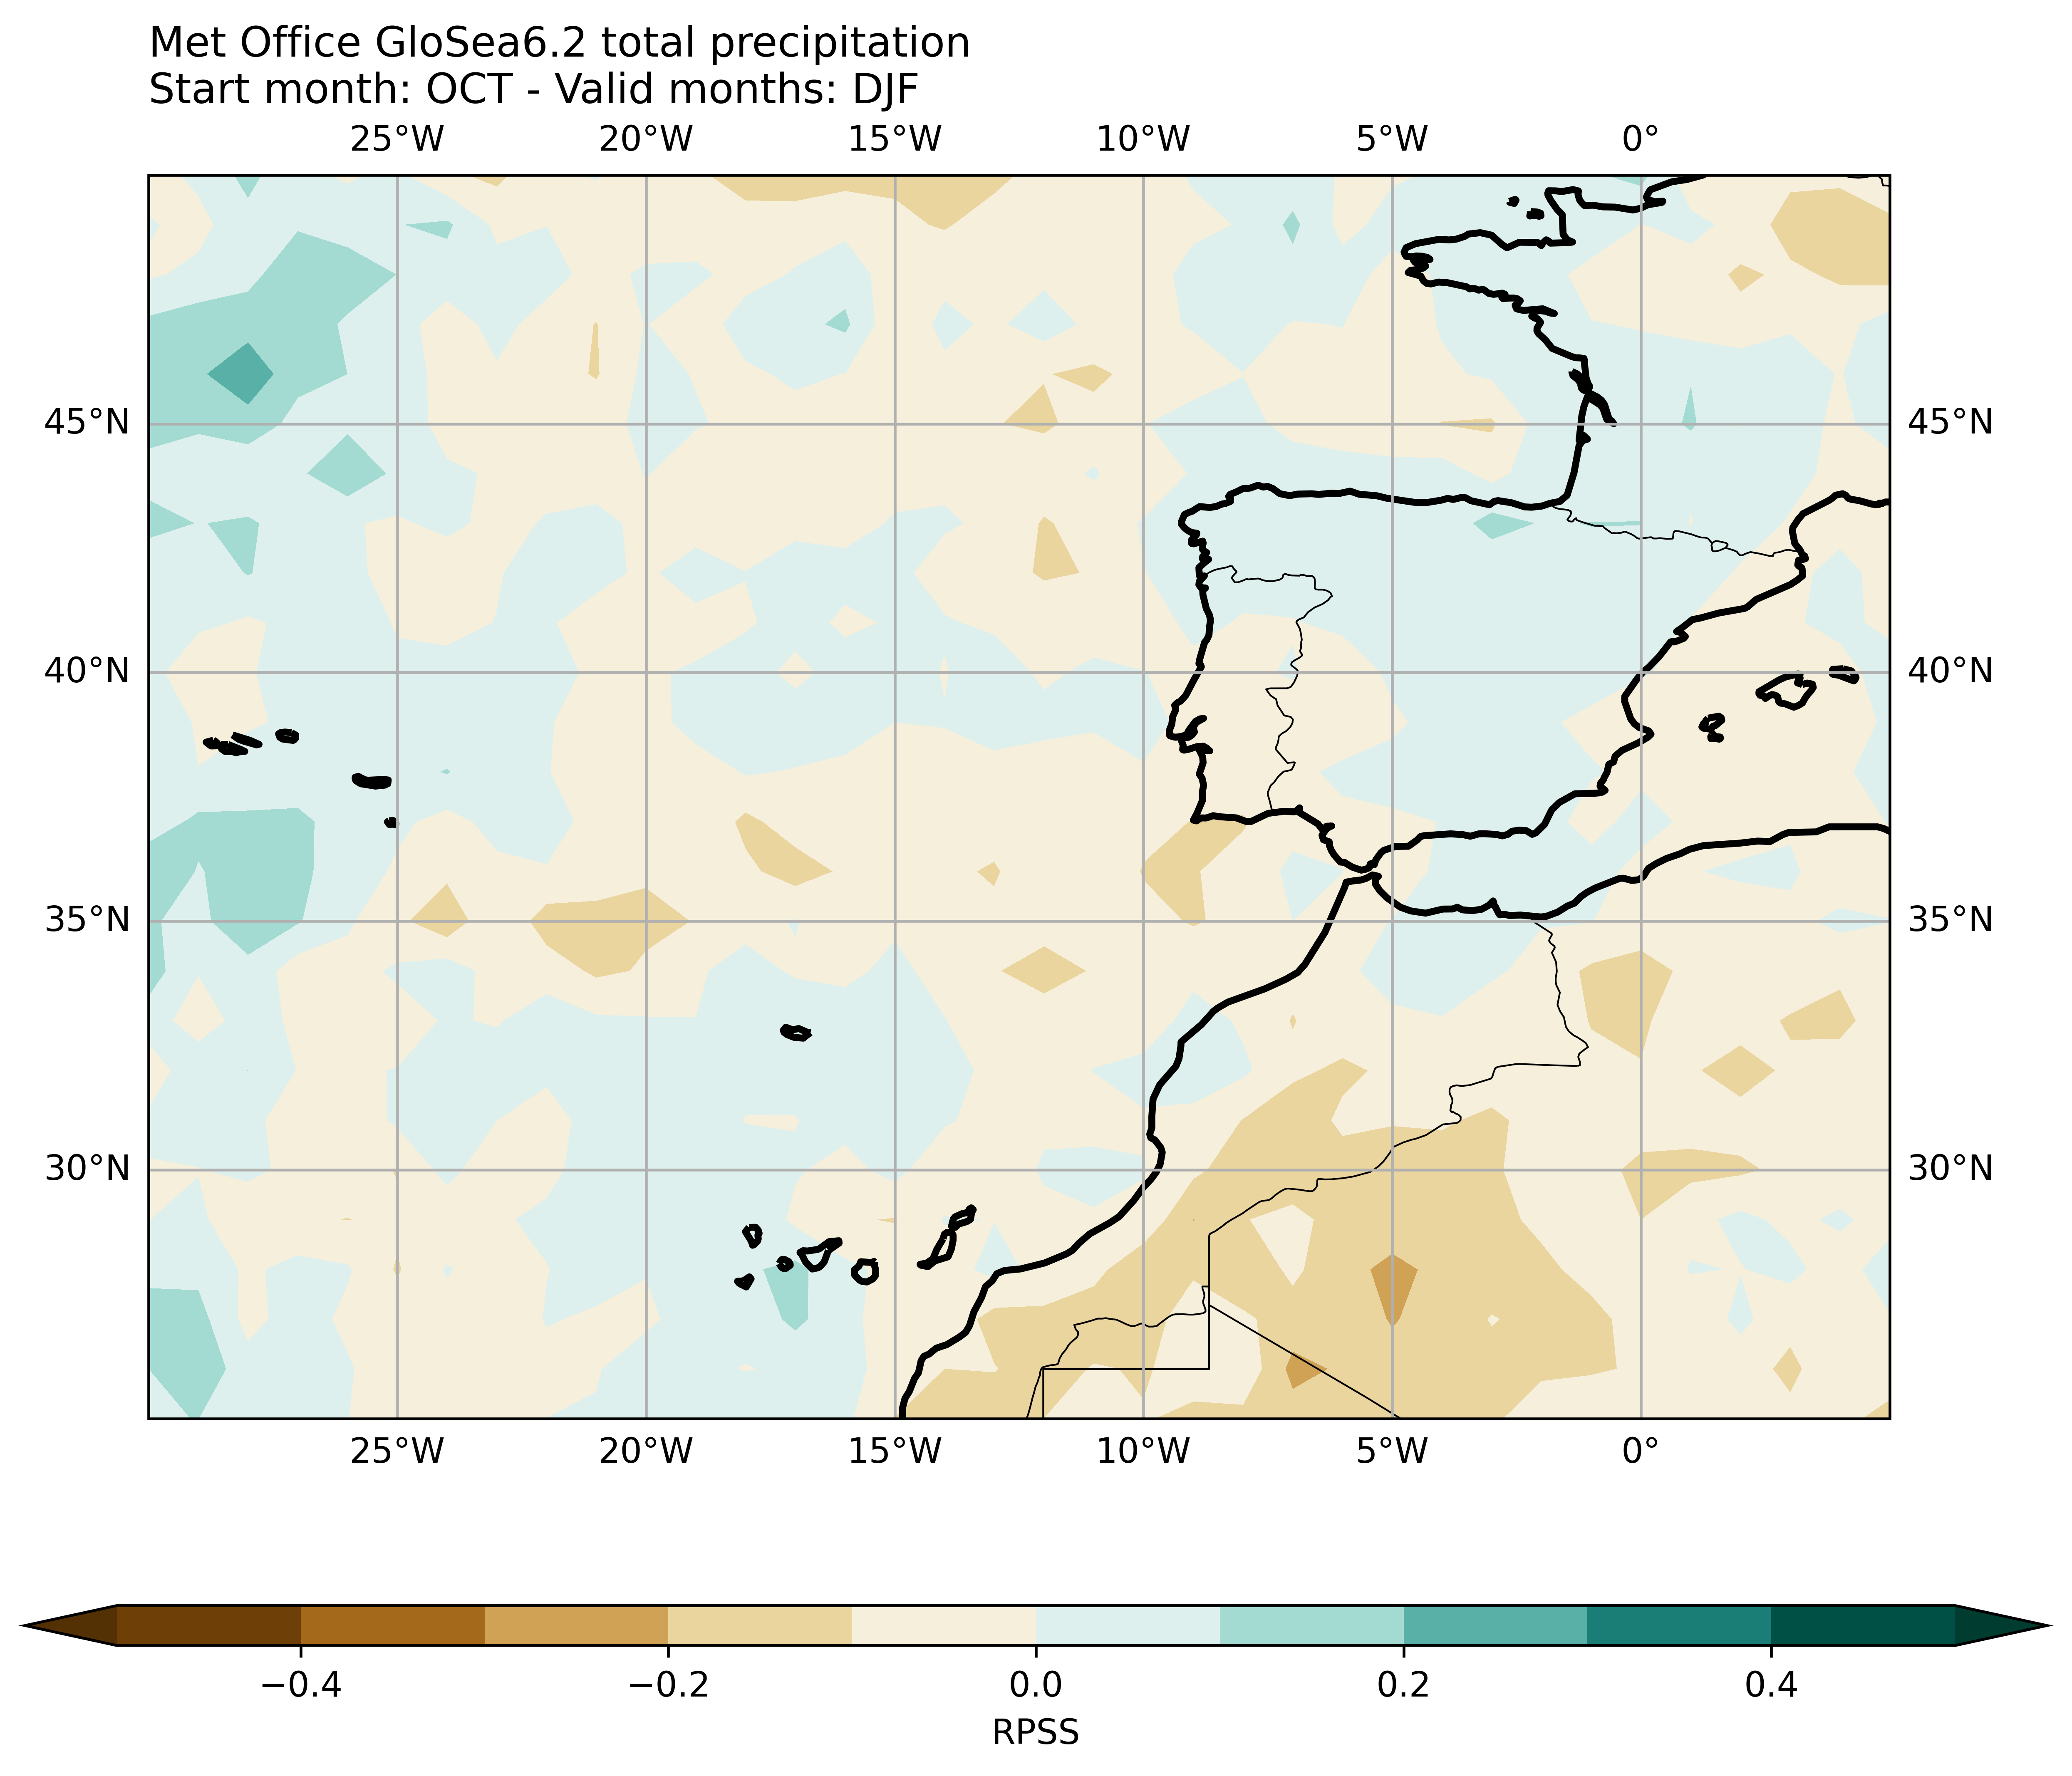 Met Office GloSea6.2 total precipitation
Start month: OCT - Valid months: DJF
25°W 20°W 15°W 10°W 5°W 0°
45°N 45°N
40°N 40°N
35°N 35°N
30°N 30°N
25°W 20°W 15°W 10°W 5°W 0°
−0.4 −0.2 0.0 0.2 0.4
RPSS